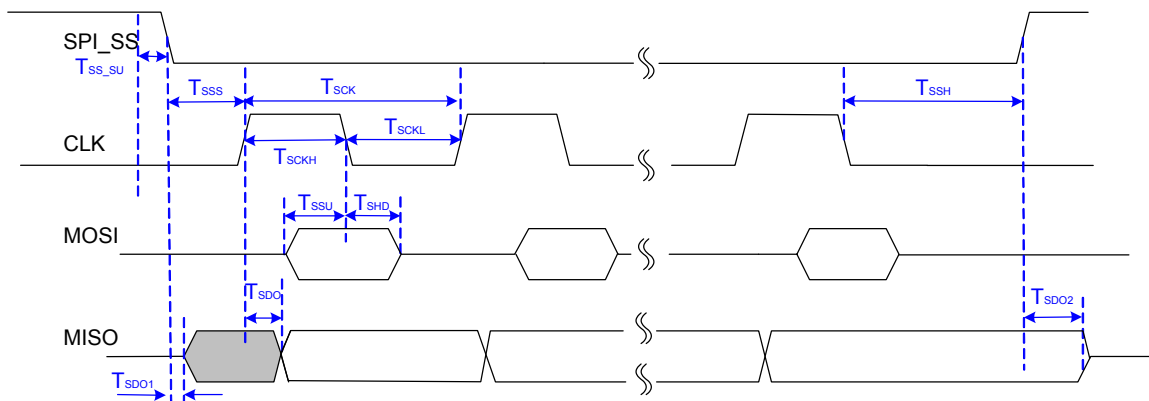 SPI_SS
TSS_SU
TSSS
TSCK
TSSH
CLK
TSCKH
TSCKL
TSSU
TSHD
MOSI
TSDO
TSDO2
MISO
TSDO1